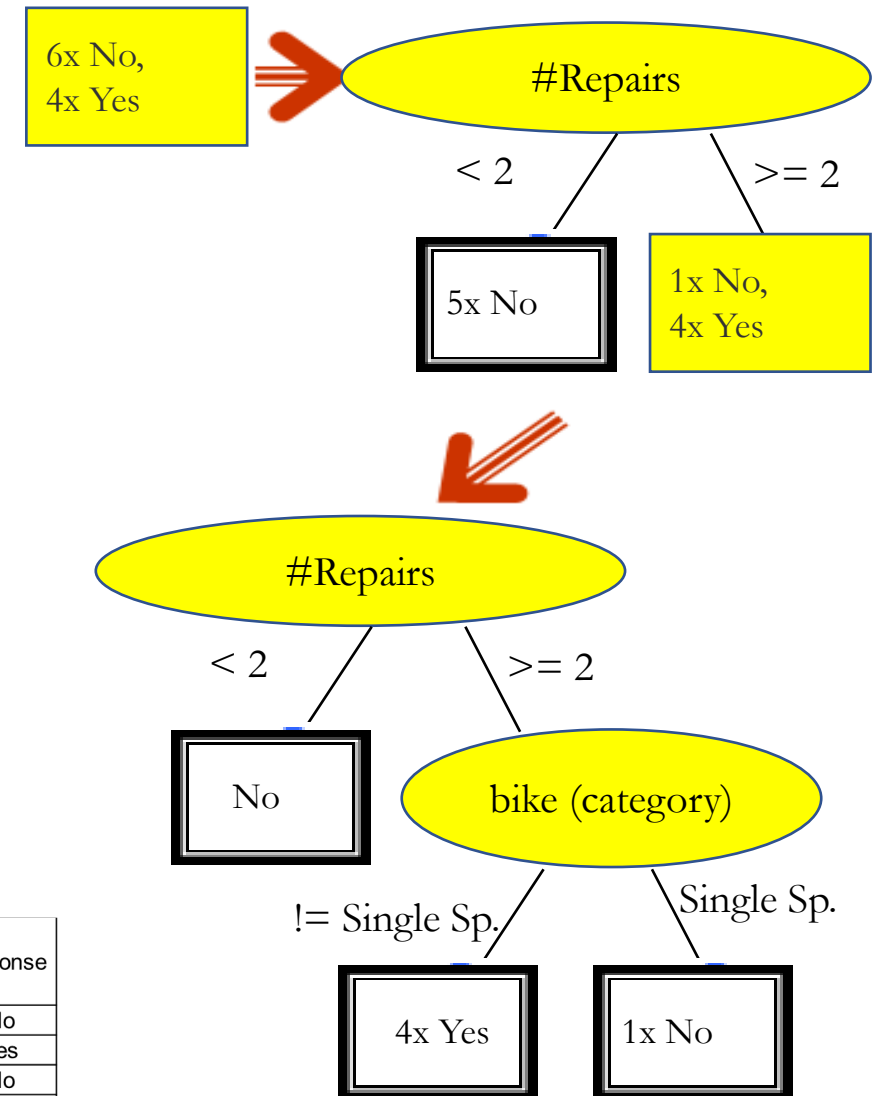 6x No,
4x Yes
#Repairs
< 2
>= 2
5x No
1x No,
4x Yes
#Repairs
< 2
>= 2
No
bike (category)
!= Single Sp.
Single Sp.
4x Yes
1x No